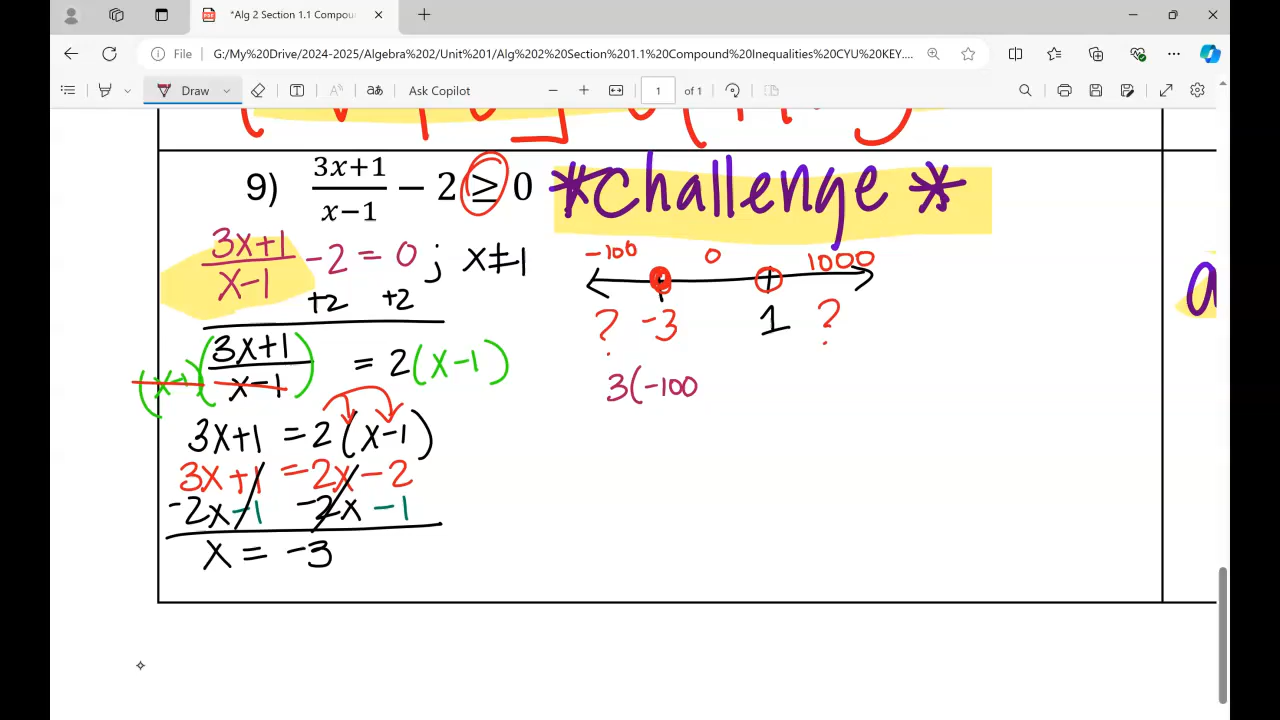 *Alg 2 Section 1.1 Compou
File
G:/My%20Drive/2024-2025/Algebra%202/Unit%201/Alg%202%20Section%201.1%20Compound%20Inequalities%20CYU%20KEY....
Draw
Ask Copilot
1 of 1
9) (3x+1)/(x−1) − 2 ≥ 0 *Challenge*
(3x+1)/(x-1) - 2 = 0 ; x≠1
+2 +2
-100 0 1000
? -3 1 ?
(x-1)((3x+1)/(x-1)) = 2(x-1)
3(-100
3x+1 = 2(x-1)
3x+1 = 2x-2
-2x-1 -2x -1
x = -3
a